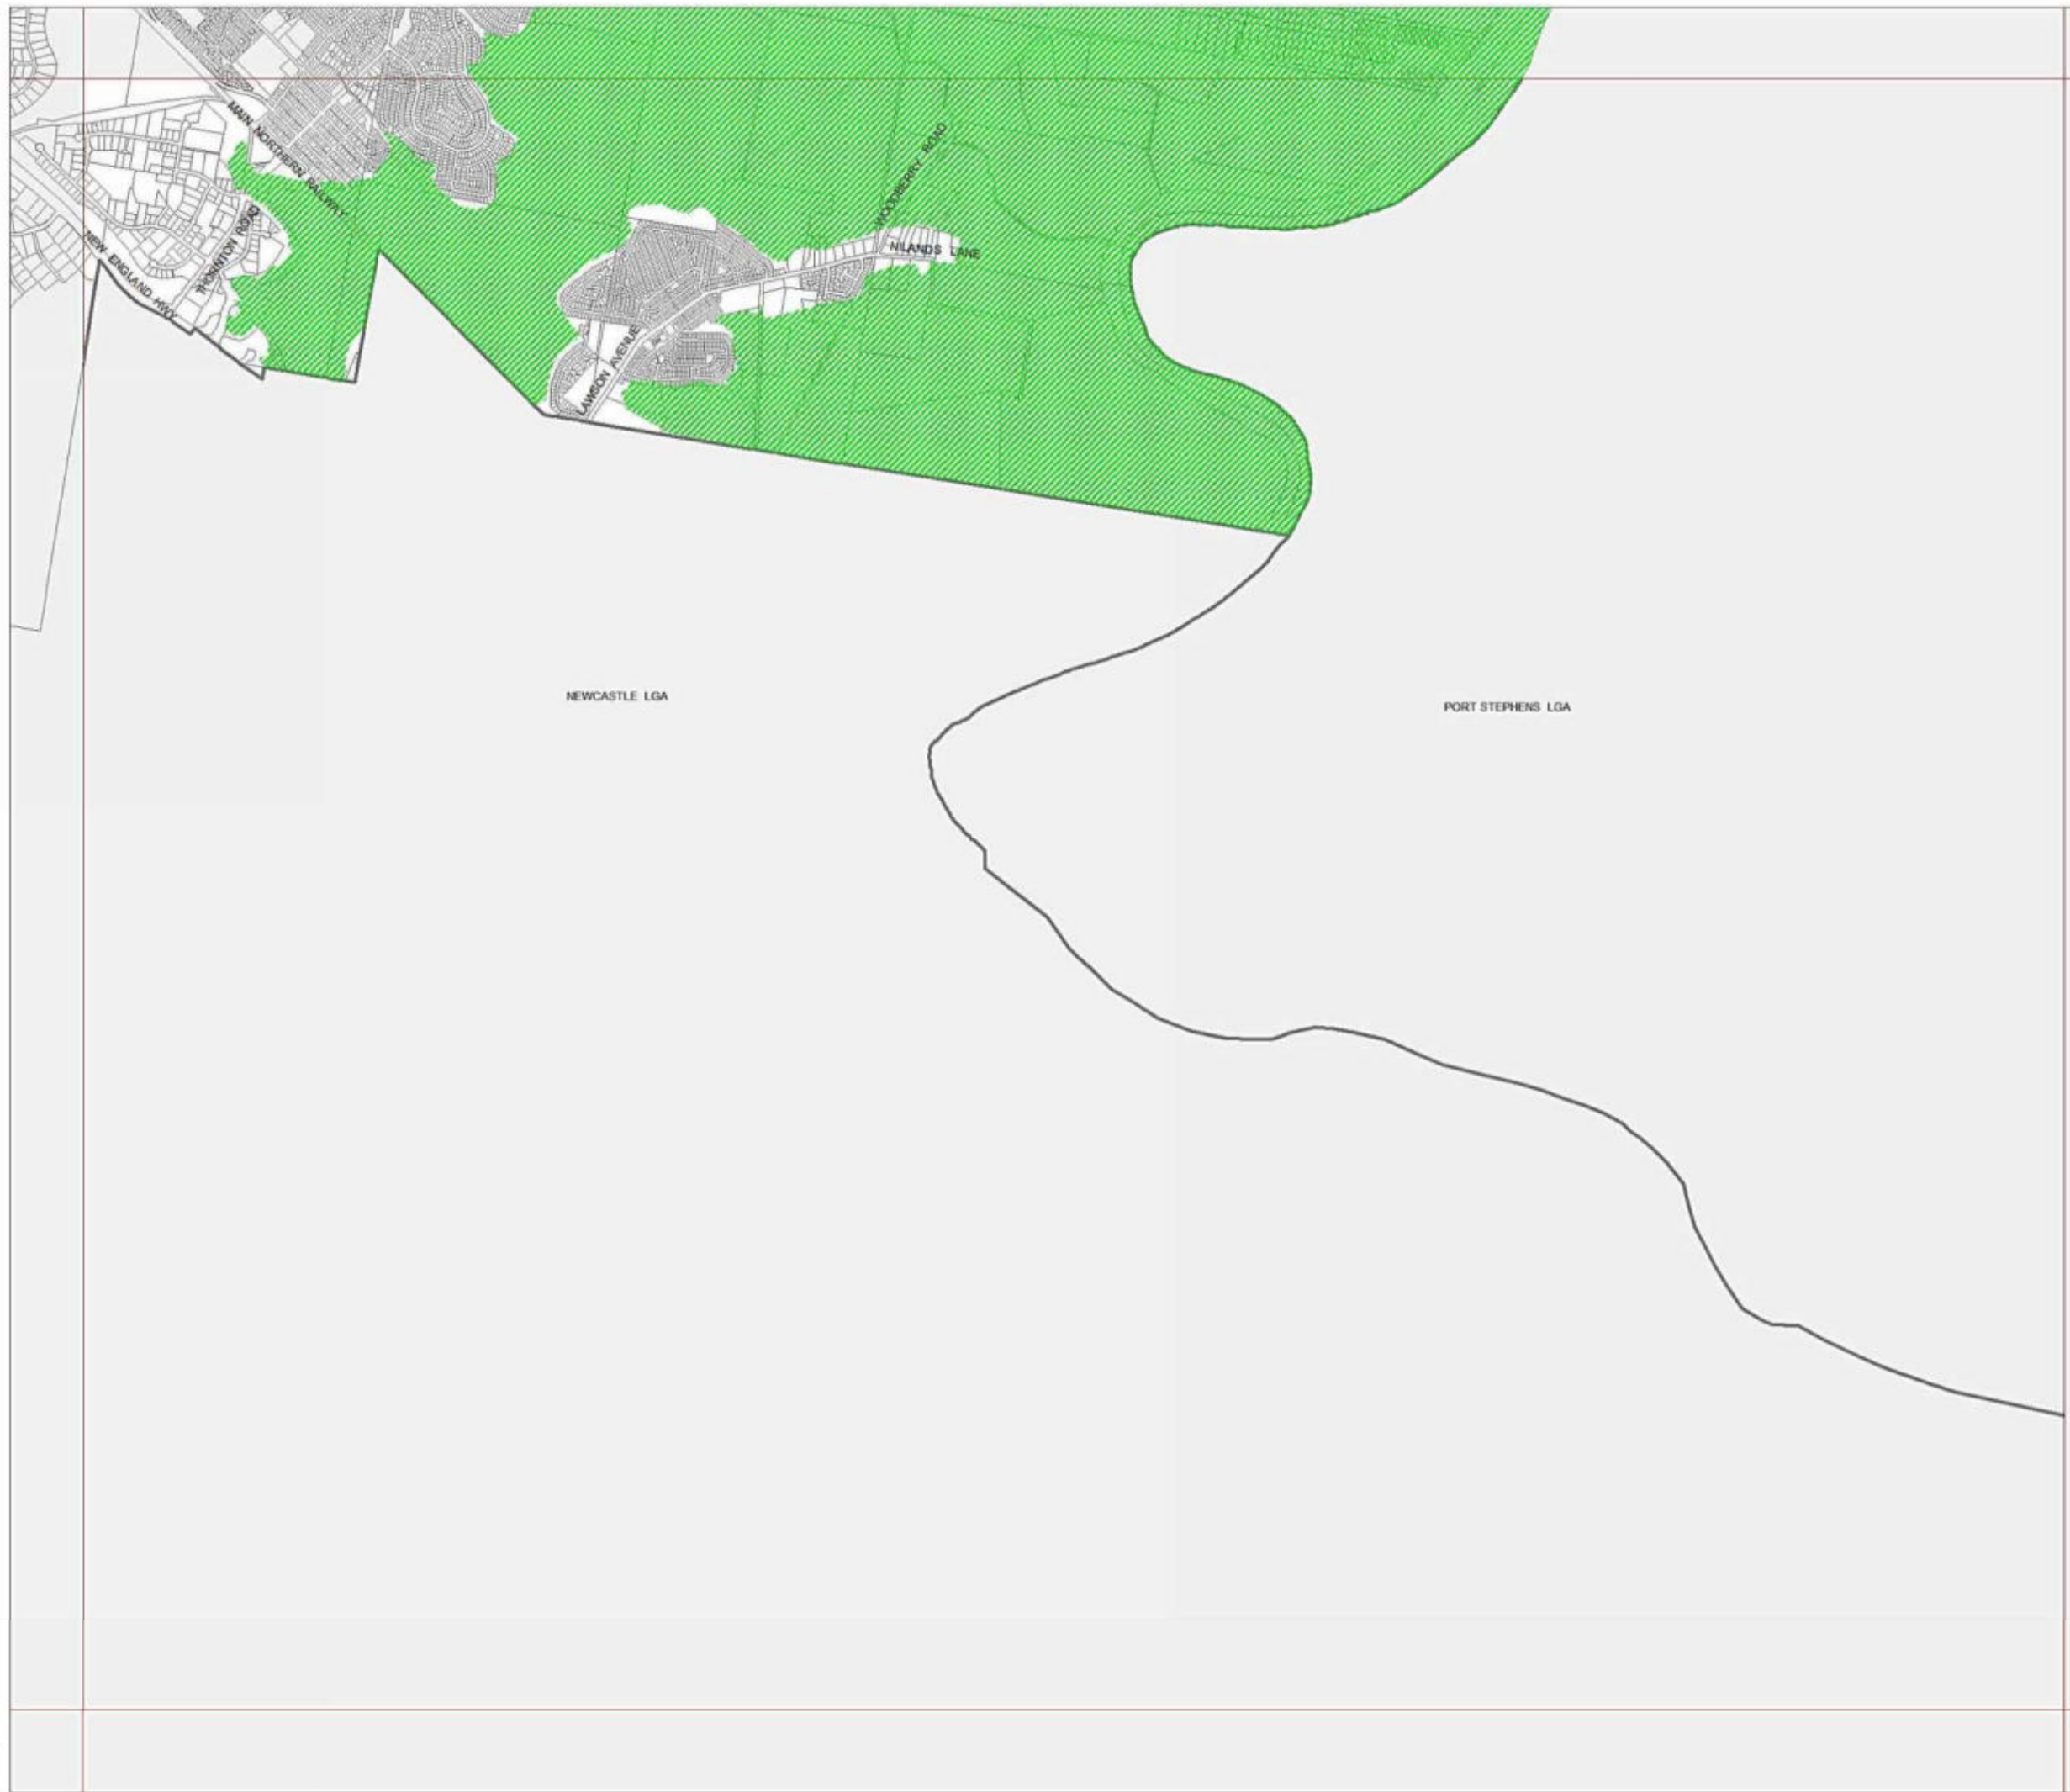 MAIN NORTHERN RAILWAY
WOODBERRY ROAD
THORNTON ROAD
NEW ENGLAND HWY
NILANDS LANE
LAWSON AVENUE
NEWCASTLE LGA
PORT STEPHENS LGA